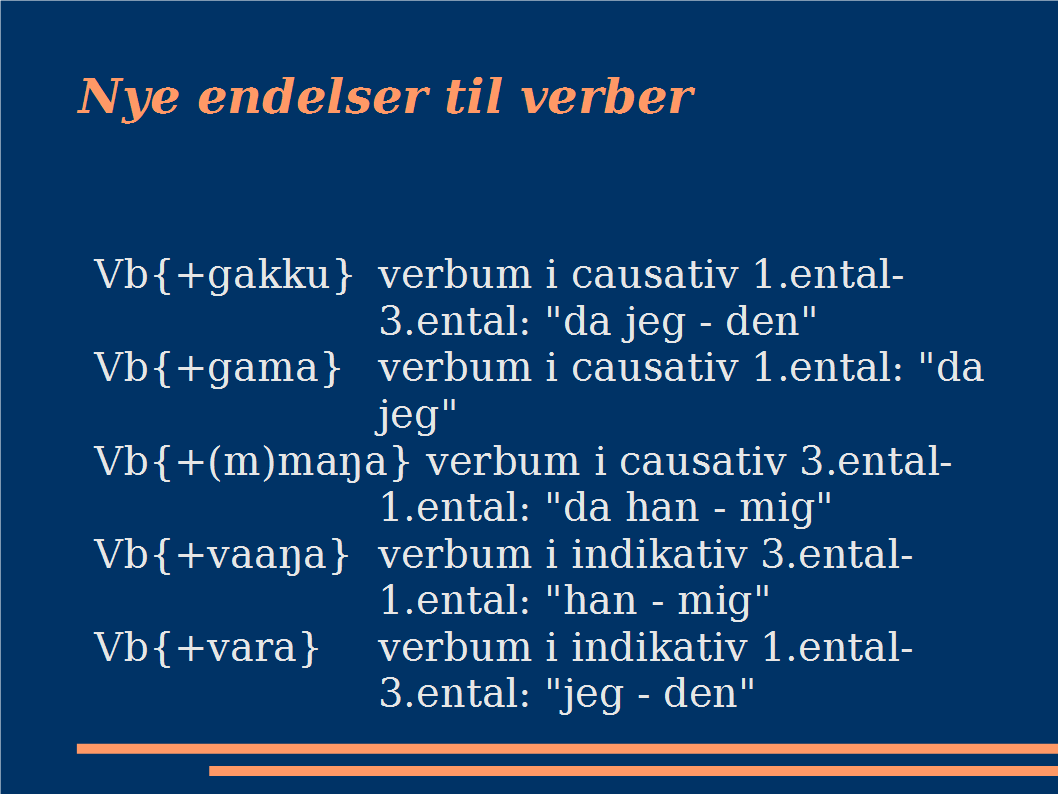 Nye endelser til verber
Vb{+gakku} verbum i causativ 1.ental-
3.ental: "da jeg - den"
Vb{+gama} verbum i causativ 1.ental: "da
jeg"
Vb{+(m)maŋa} verbum i causativ 3.ental-
1.ental: "da han - mig"
Vb{+vaaŋa} verbum i indikativ 3.ental-
1.ental: "han - mig"
Vb{+vara} verbum i indikativ 1.ental-
3.ental: "jeg - den"